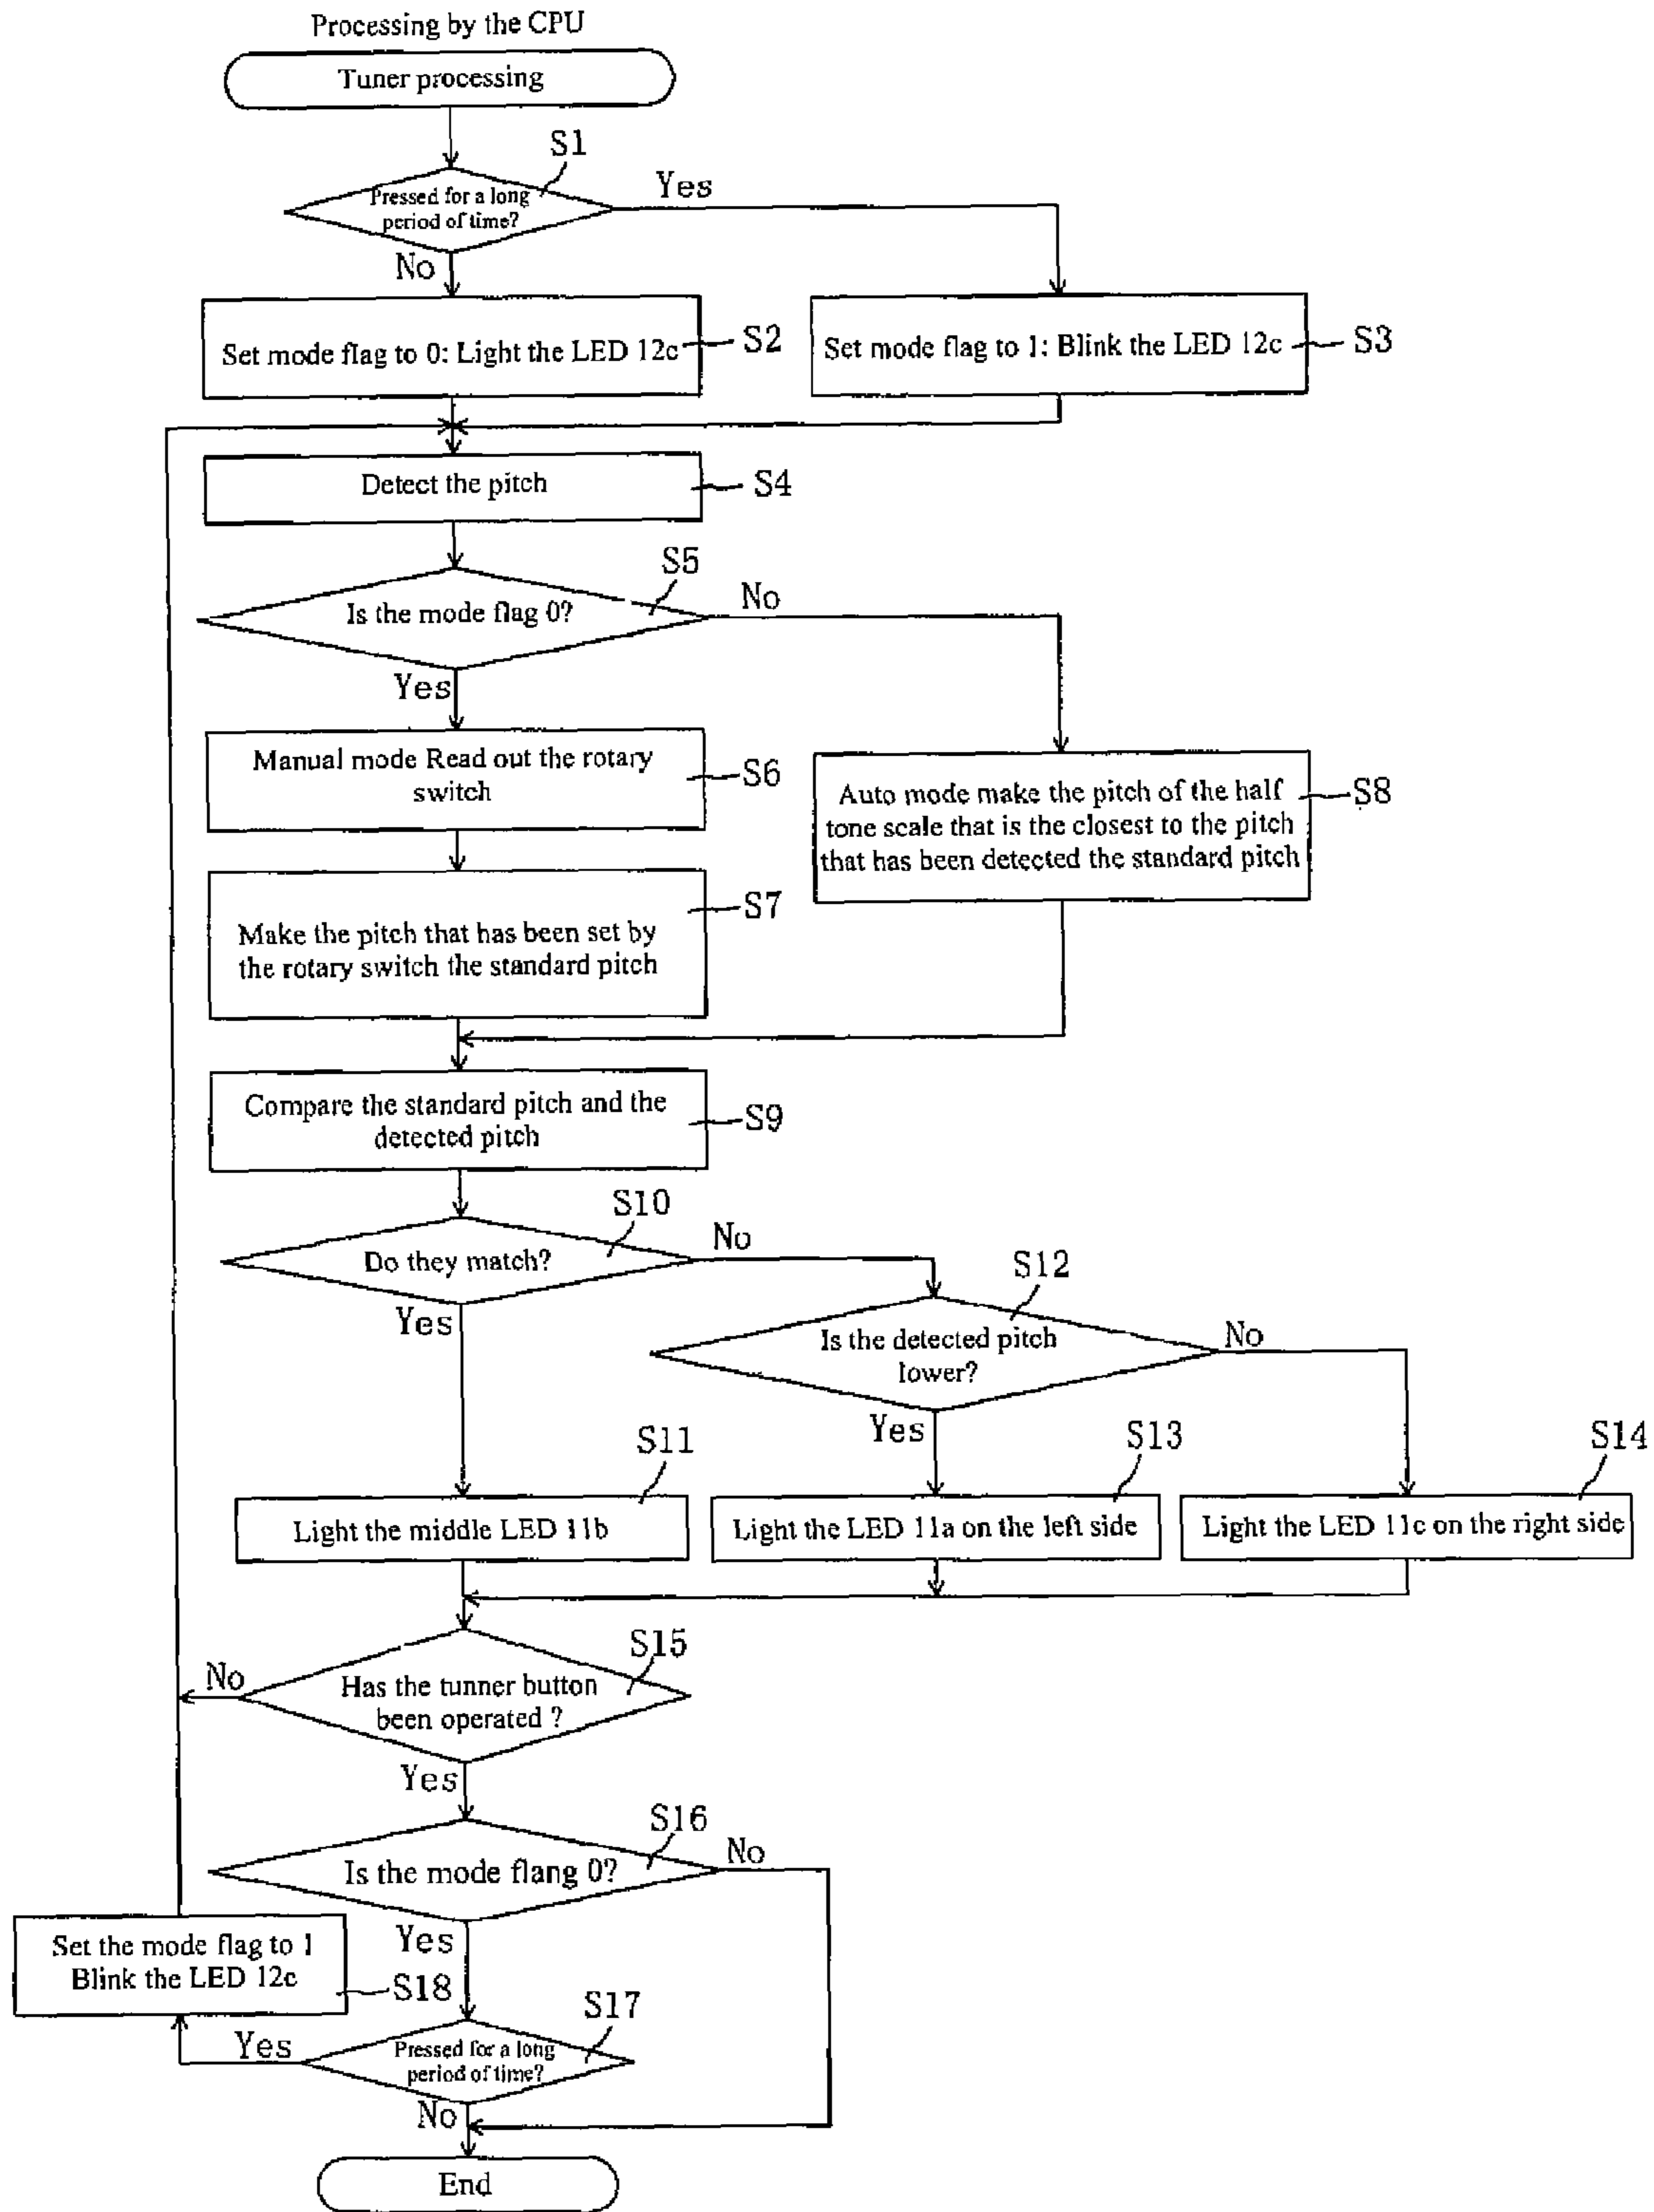 Processing by the CPU
Tuner processing
S1
Pressed for a long
period of time?
Yes
No
Set mode flag to 0: Light the LED 12c
S2
Set mode flag to 1: Blink the LED 12c
S3
Detect the pitch
S4
S5
Is the mode flag 0?
No
Yes
Manual mode Read out the rotary
switch
S6
Auto mode make the pitch of the half
tone scale that is the closest to the pitch
that has been detected the standard pitch
S8
Make the pitch that has been set by
the rotary switch the standard pitch
S7
Compare the standard pitch and the
detected pitch
S9
S10
Do they match?
No
Yes
S12
Is the detected pitch
lower?
No
Yes
S11
Light the middle LED 11b
S13
Light the LED 11a on the left side
S14
Light the LED 11c on the right side
S15
Has the tunner button
been operated ?
No
Yes
S16
Is the mode flang 0?
No
Yes
Set the mode flag to 1
Blink the LED 12c
S18
S17
Pressed for a long
period of time?
Yes
No
End